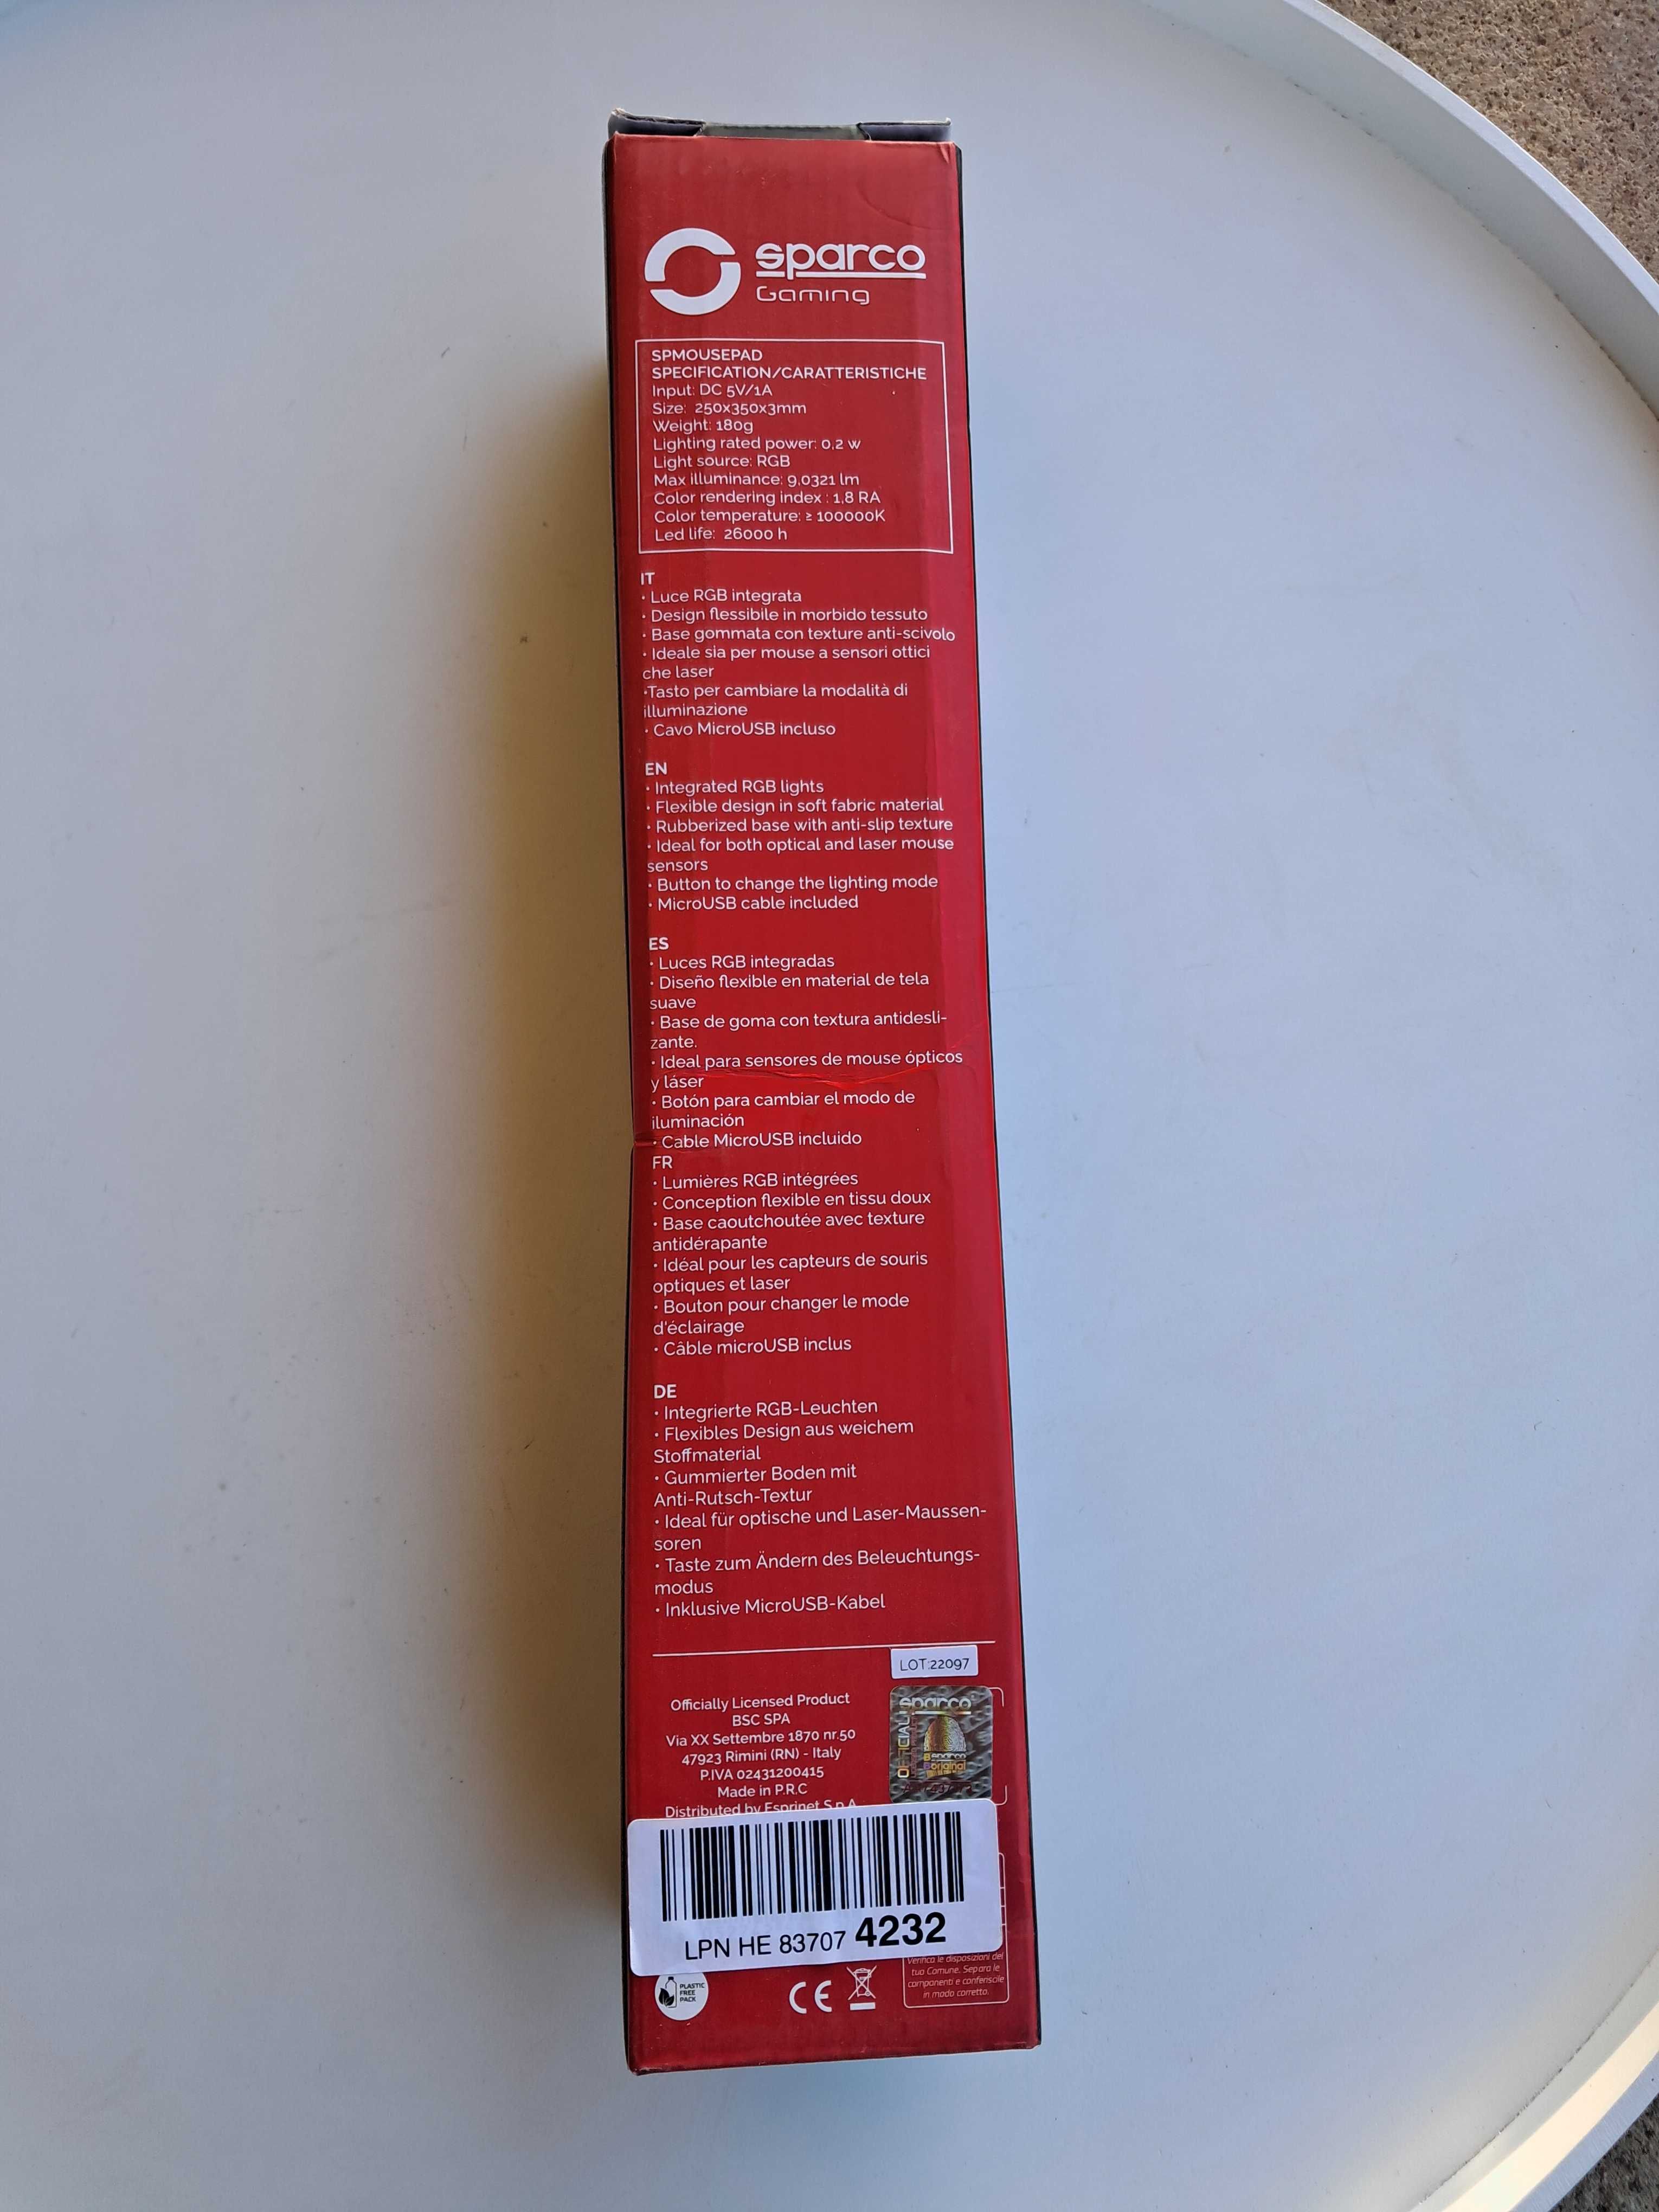 sparco
Gaming
SPMOUSEPAD
SPECIFICATION/CARATTERISTICHE
Input: DC 5V/1A
Size: 250x350x3mm
Weight: 180g
Lighting rated power: 0,2 w
Light source: RGB
Max illuminance: 9,0321 lm
Color rendering index : 1,8 RA
Color temperature: ≥ 100000K
Led life: 26000 h
IT
· Luce RGB integrata
· Design flessibile in morbido tessuto
· Base gommata con texture anti-scivolo
· Ideale sia per mouse a sensori ottici
che laser
·Tasto per cambiare la modalità di
illuminazione
· Cavo MicroUSB incluso
EN
· Integrated RGB lights
· Flexible design in soft fabric material
· Rubberized base with anti-slip texture
· Ideal for both optical and laser mouse
sensors
· Button to change the lighting mode
· MicroUSB cable included
ES
· Luces RGB integradas
· Diseño flexible en material de tela
suave
· Base de goma con textura antidesli-
zante.
· Ideal para sensores de mouse ópticos
y láser
· Botón para cambiar el modo de
iluminación
· Cable MicroUSB incluido
FR
· Lumières RGB intégrées
· Conception flexible en tissu doux
· Base caoutchoutée avec texture
antidérapante
· Idéal pour les capteurs de souris
optiques et laser
· Bouton pour changer le mode
d'éclairage
· Câble microUSB inclus
DE
· Integrierte RGB-Leuchten
· Flexibles Design aus weichem
Stoffmaterial
· Gummierter Boden mit
Anti-Rutsch-Textur
· Ideal für optische und Laser-Maussen-
soren
· Taste zum Ändern des Beleuchtungs-
modus
· Inklusive MicroUSB-Kabel
LOT:22097
Officially Licensed Product
BSC SPA
Via XX Settembre 1870 nr.50
47923 Rimini (RN) - Italy
P.IVA 02431200415
Made in P.R.C
Distributed by Esprinet S.p.A.
sparco
OFFICIAL
sparco
original
LPN HE 83707 4232
PLASTIC
FREE
PACK
CE
Verifica le disposizioni del
tuo Comune. Separa le
componenti e conferiscile
in modo corretto.